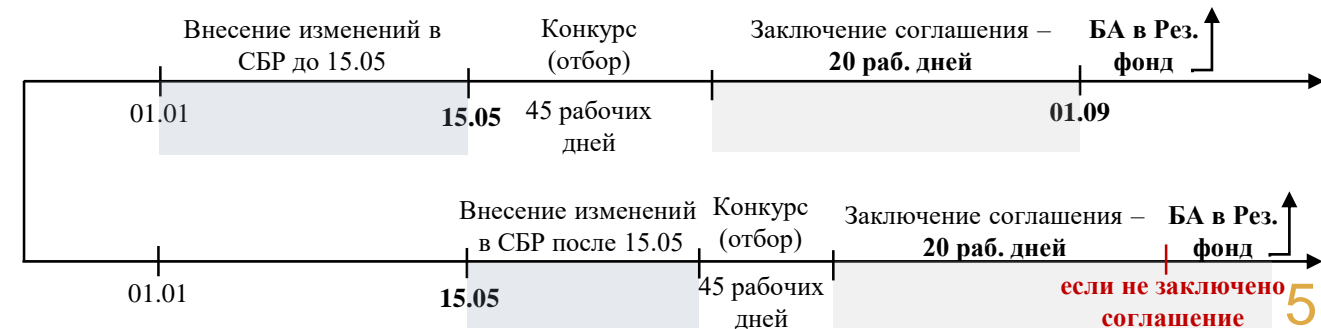 Внесение изменений в
СБР до 15.05
Конкурс
(отбор)
Заключение соглашения –
20 раб. дней
БА в Рез.
фонд
01.01
15.05
45 рабочих
дней
01.09
Внесение изменений
в СБР после 15.05
Конкурс
(отбор)
Заключение соглашения –
20 раб. дней
БА в Рез.
фонд
01.01
15.05
45 рабочих
дней
если не заключено
соглашение
5